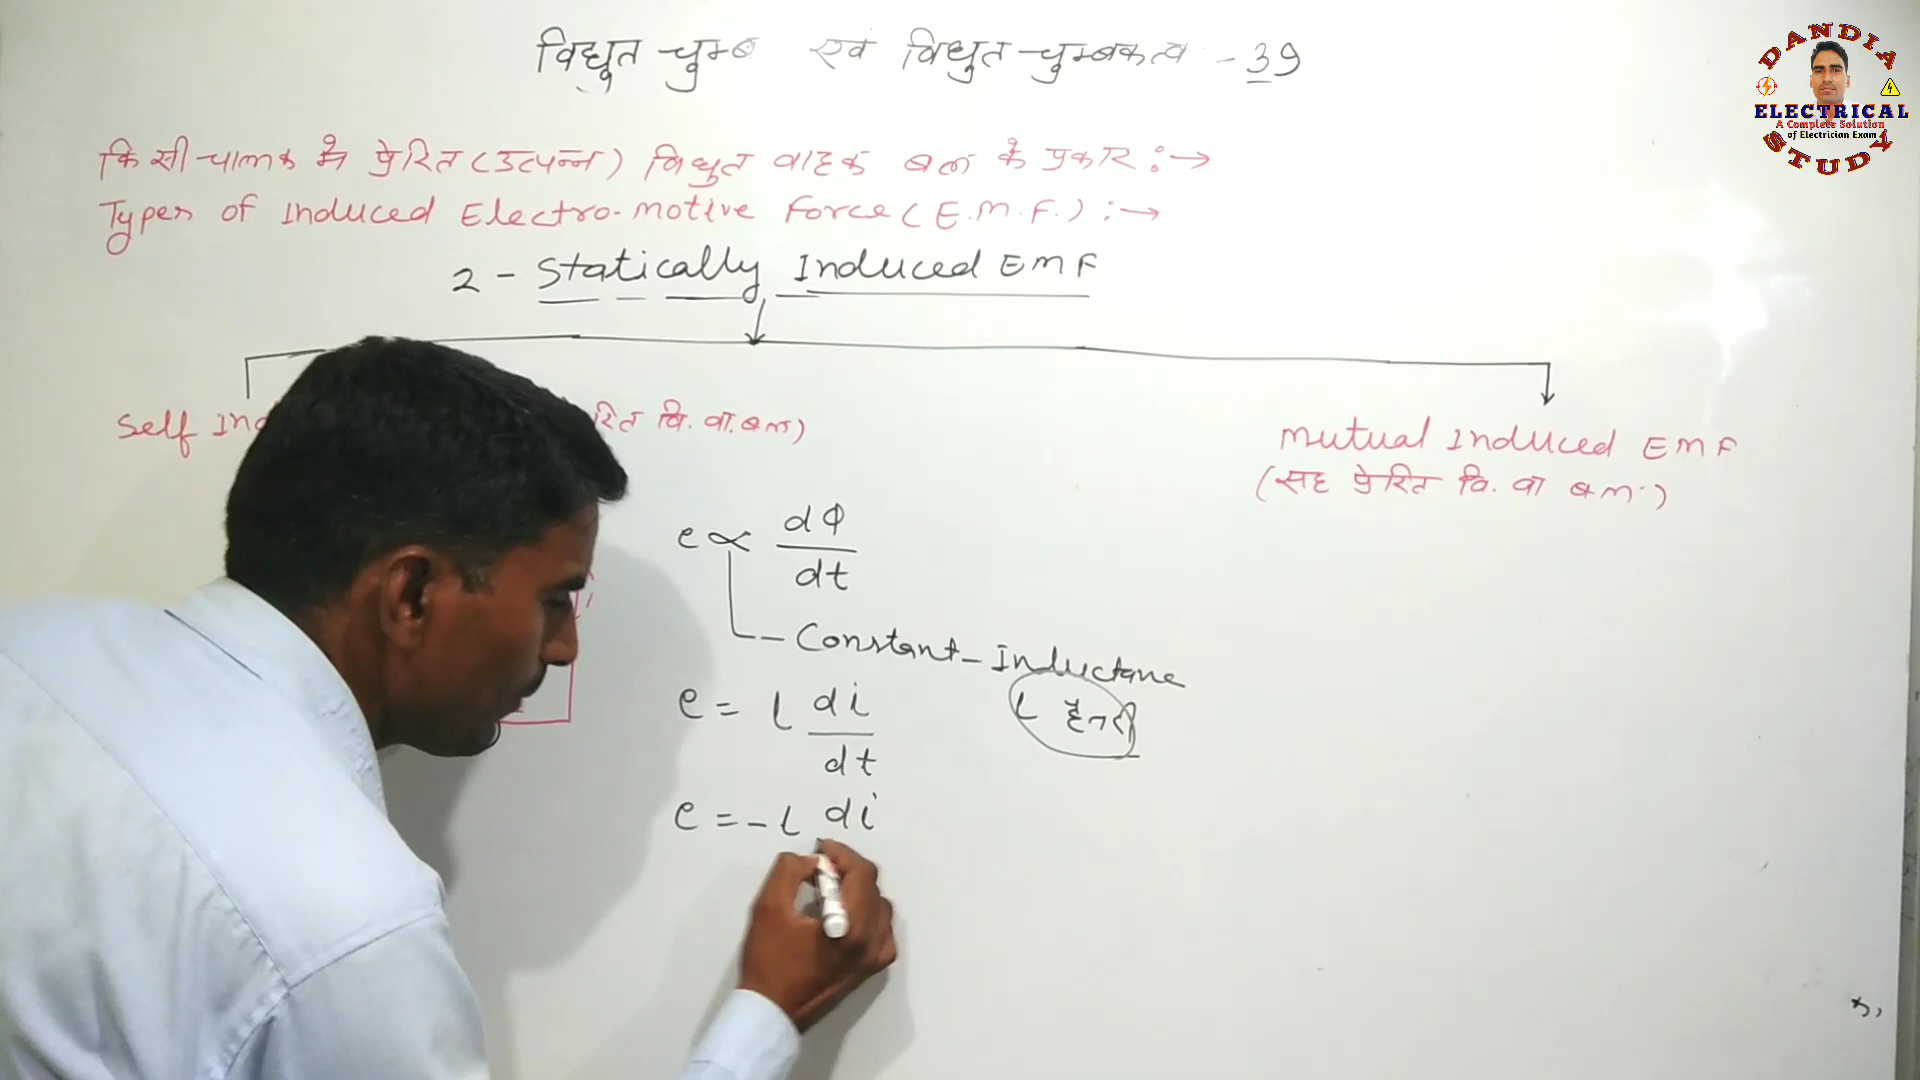 विद्युत चुम्ब एवं विद्युत-चुम्बकत्व - 39
DANDIA
ELECTRICAL
A Complete Solution
of Electrician Exam
STUDY
किसी चालक में प्रेरित (उत्पन्न) विद्युत वाहक बल के प्रकार :→
Types of Induced Electro-motive Force (E.M.F.) :→
2 - Statically Induced EMF
Self वि. वा. बल)
Mutual Induced EMF
(सह प्रेरित वि. वा बल)
e ∝ dΦ
dt
Constant - Inductane
e = L di
dt
L हेनरी
e = - L di